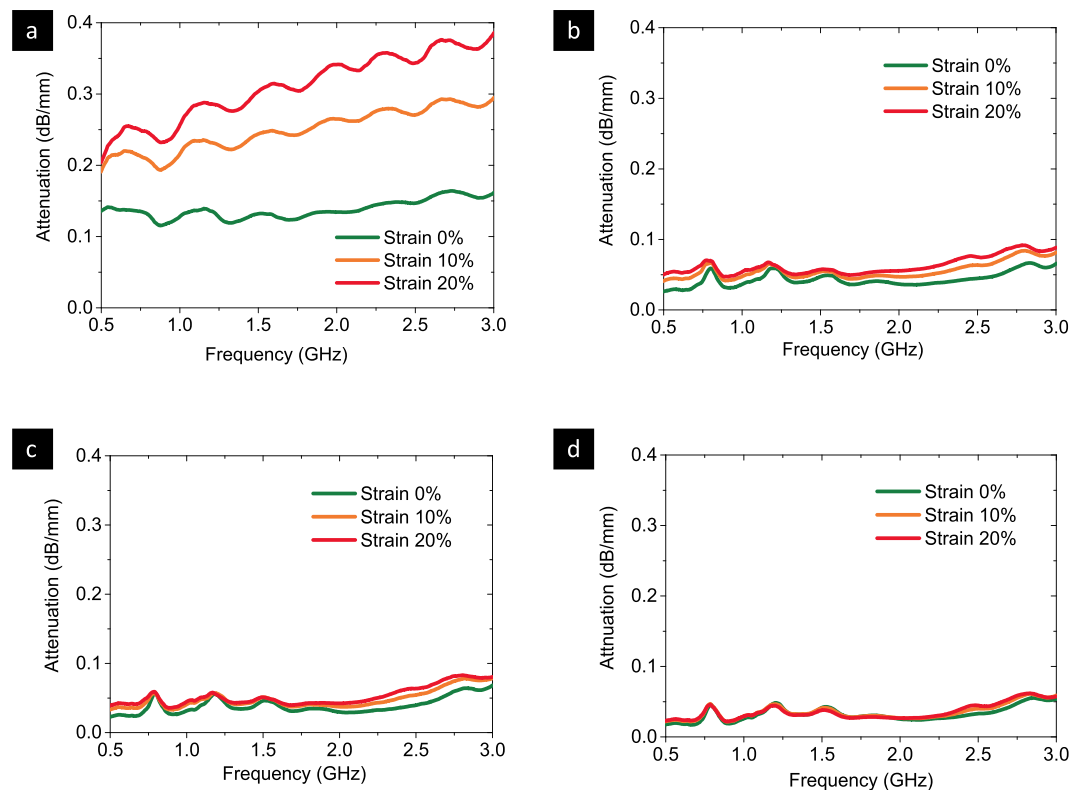 a
0.4
0.3
0.2
0.1
0.0
Attenuation (dB/mm)
Strain 0%
Strain 10%
Strain 20%
0.5 1.0 1.5 2.0 2.5 3.0
Frequency (GHz)
b
0.4
0.3
0.2
0.1
0.0
Attenuation (dB/mm)
Strain 0%
Strain 10%
Strain 20%
0.5 1.0 1.5 2.0 2.5 3.0
Frequency (GHz)
c
0.4
0.3
0.2
0.1
0.0
Attenuation (dB/mm)
Strain 0%
Strain 10%
Strain 20%
0.5 1.0 1.5 2.0 2.5 3.0
Frequency (GHz)
d
0.4
0.3
0.2
0.1
0.0
Attnuation (dB/mm)
Strain 0%
Strain 10%
Strain 20%
0.5 1.0 1.5 2.0 2.5 3.0
Frequency (GHz)